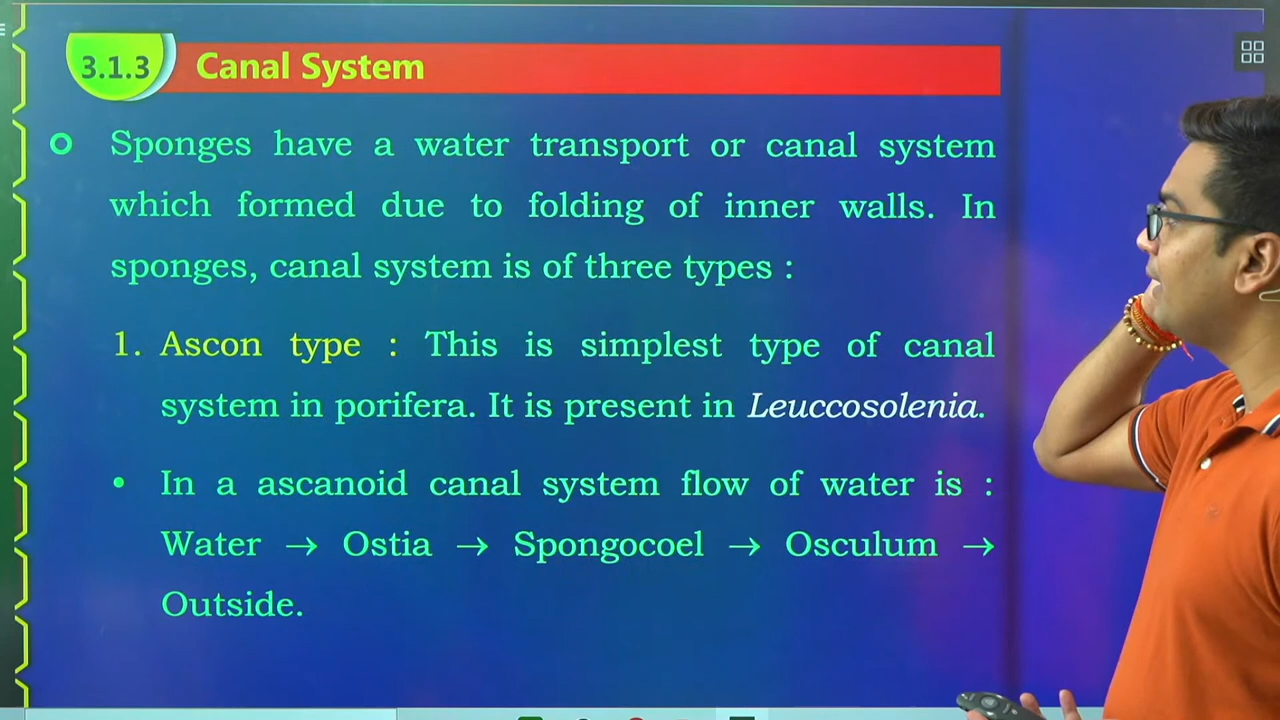 3.1.3 Canal System
Sponges have a water transport or canal system
which formed due to folding of inner walls. In
sponges, canal system is of three types :
1. Ascon type : This is simplest type of canal
system in porifera. It is present in Leuccosolenia.
• In a ascanoid canal system flow of water is :
Water → Ostia → Spongocoel → Osculum →
Outside.